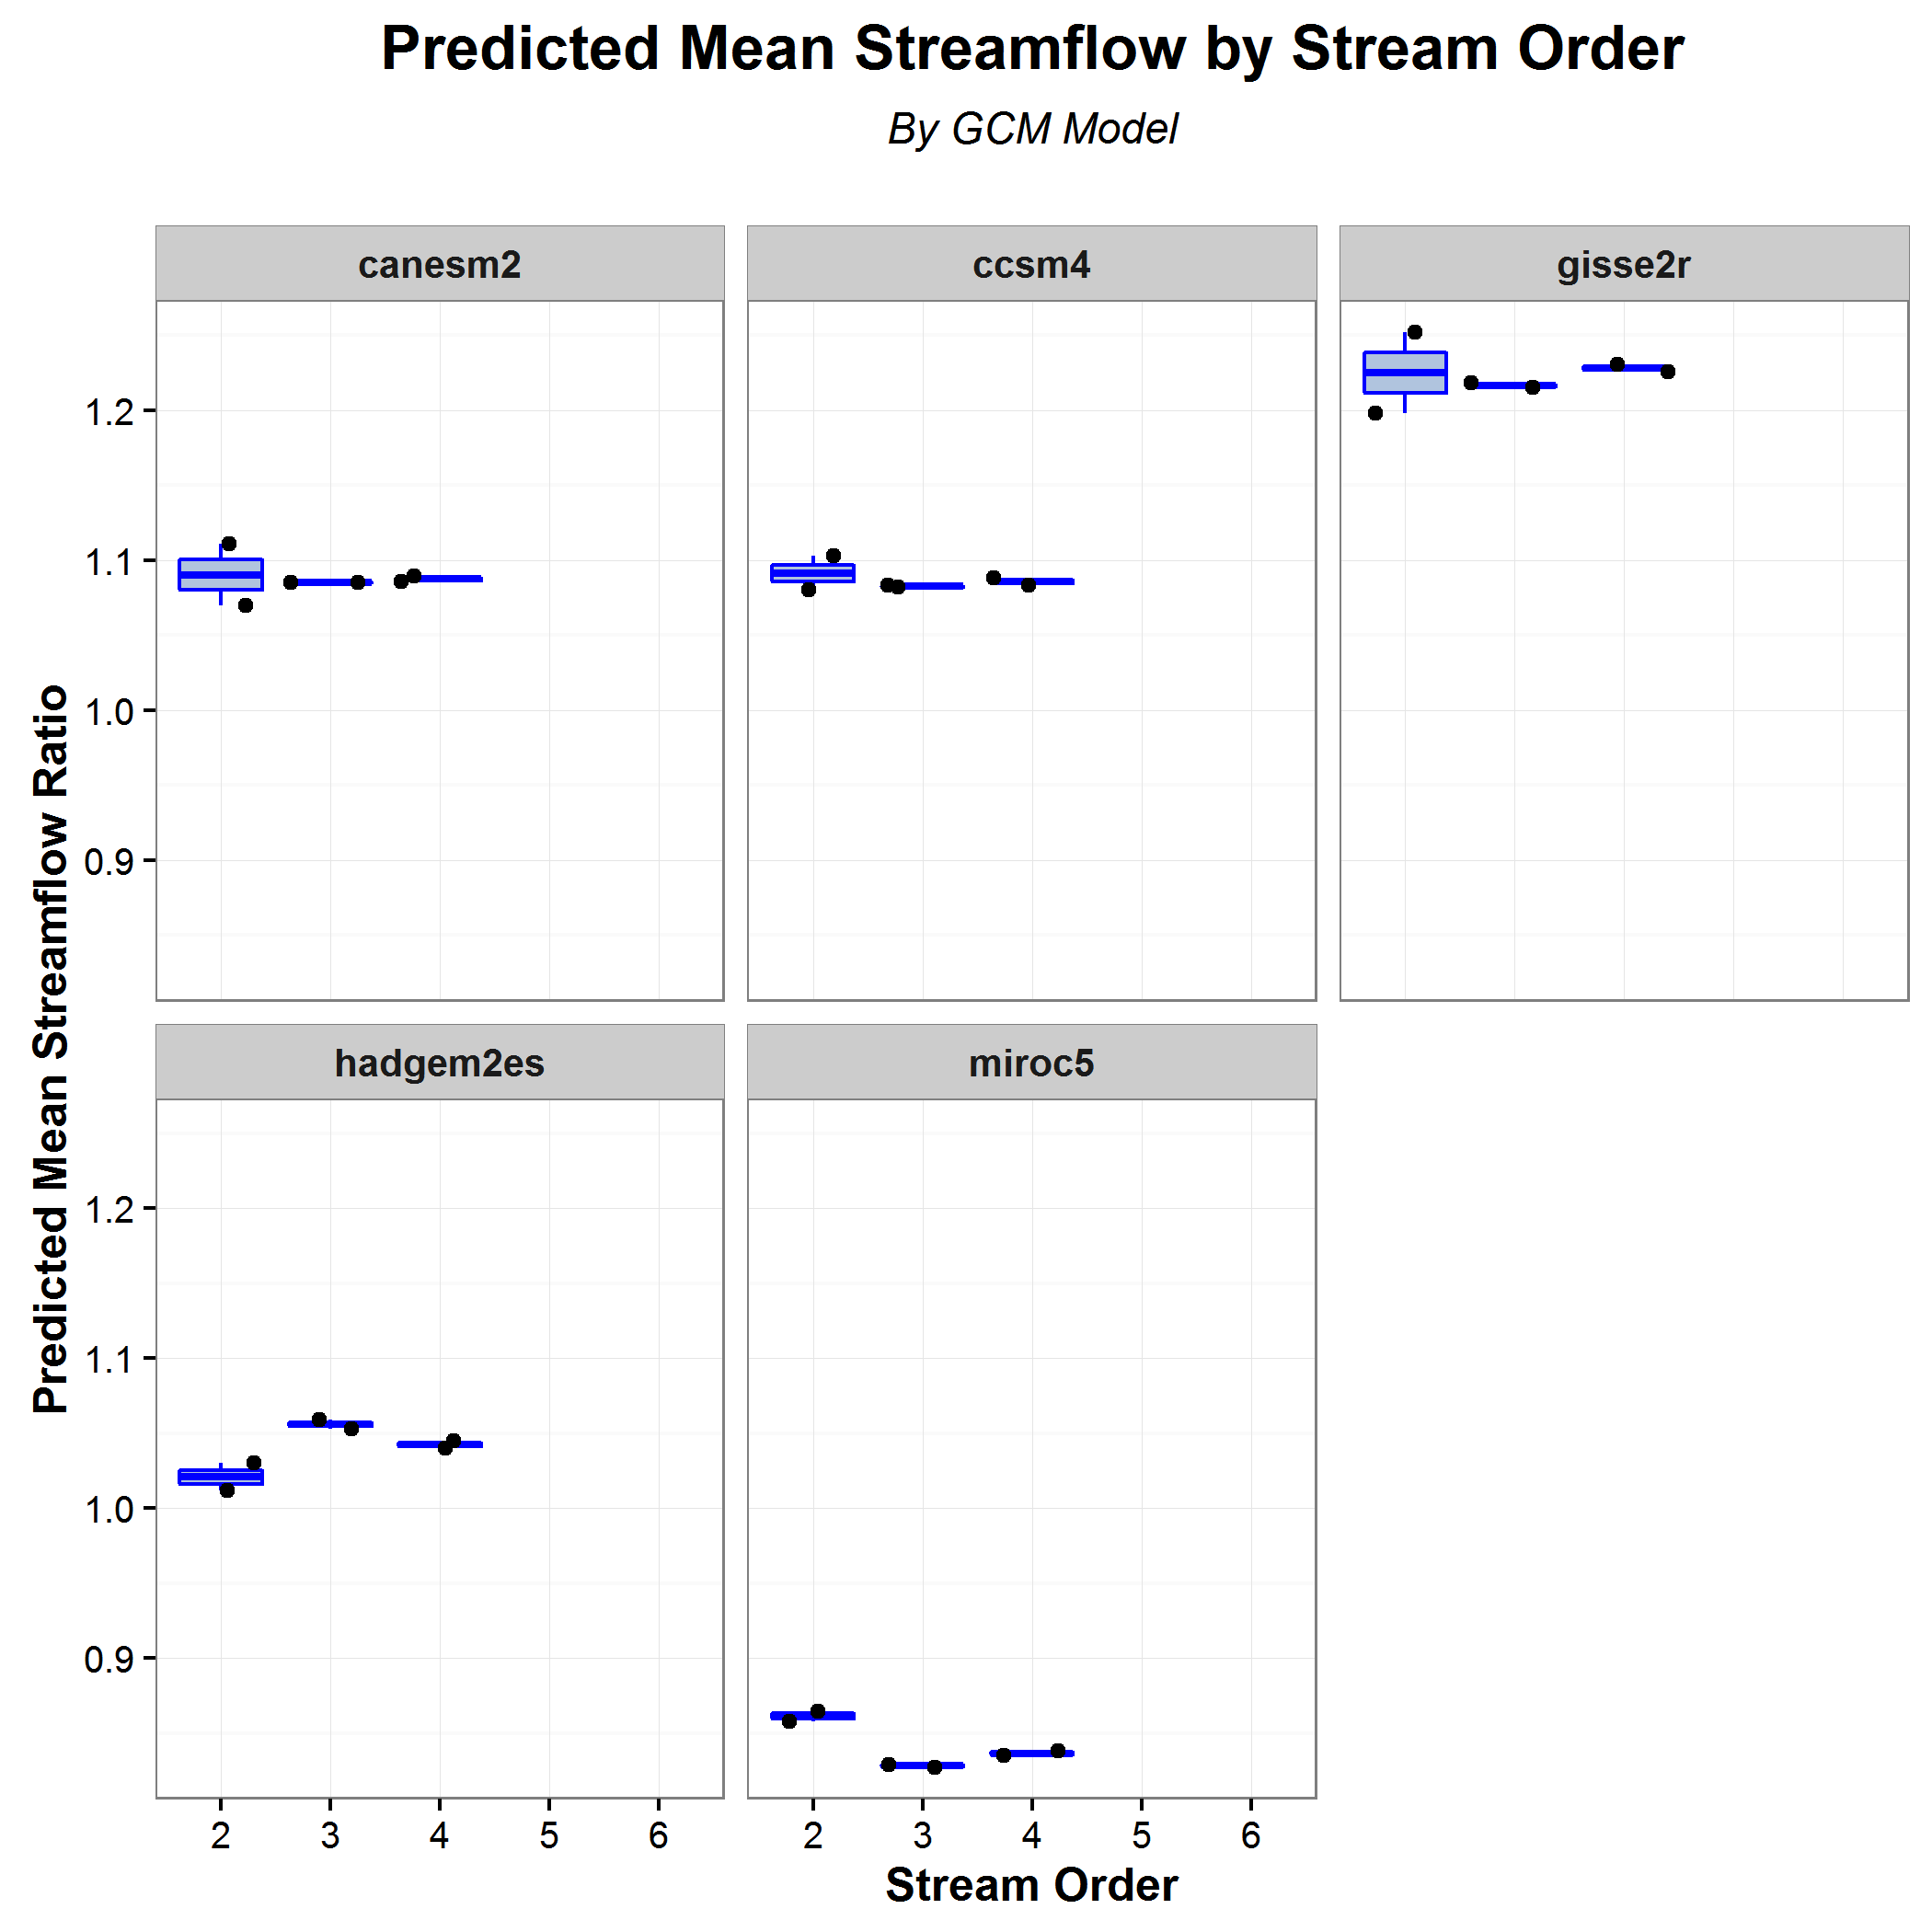 Predicted Mean Streamflow by Stream Order
By GCM Model
canesm2
ccsm4
gisse2r
1.2
1.1
1.0
0.9
Predicted Mean Streamflow Ratio
hadgem2es
miroc5
1.2
1.1
1.0
0.9
2 3 4 5 6
2 3 4 5 6
Stream Order